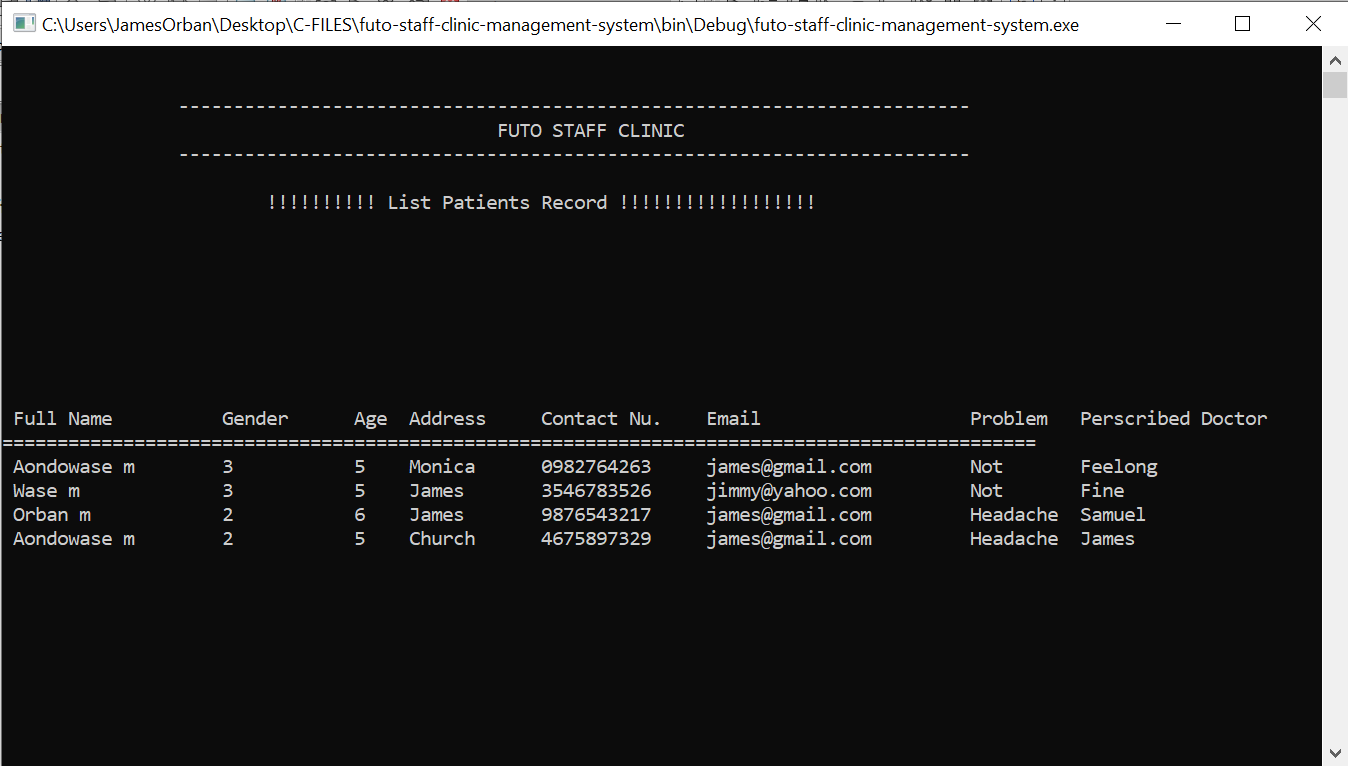 C:\Users\JamesOrban\Desktop\C-FILES\futo-staff-clinic-management-system\bin\Debug\futo-staff-clinic-management-system.exe
------------------------------------------------------------------------
FUTO STAFF CLINIC
------------------------------------------------------------------------
!!!!!!!!!! List Patients Record !!!!!!!!!!!!!!!!!!
Full Name Gender Age Address Contact Nu. Email Problem Perscribed Doctor
==============================================================================================
Aondowase m 3 5 Monica 0982764263 james@gmail.com Not Feelong
Wase m 3 5 James 3546783526 jimmy@yahoo.com Not Fine
Orban m 2 6 James 9876543217 james@gmail.com Headache Samuel
Aondowase m 2 5 Church 4675897329 james@gmail.com Headache James